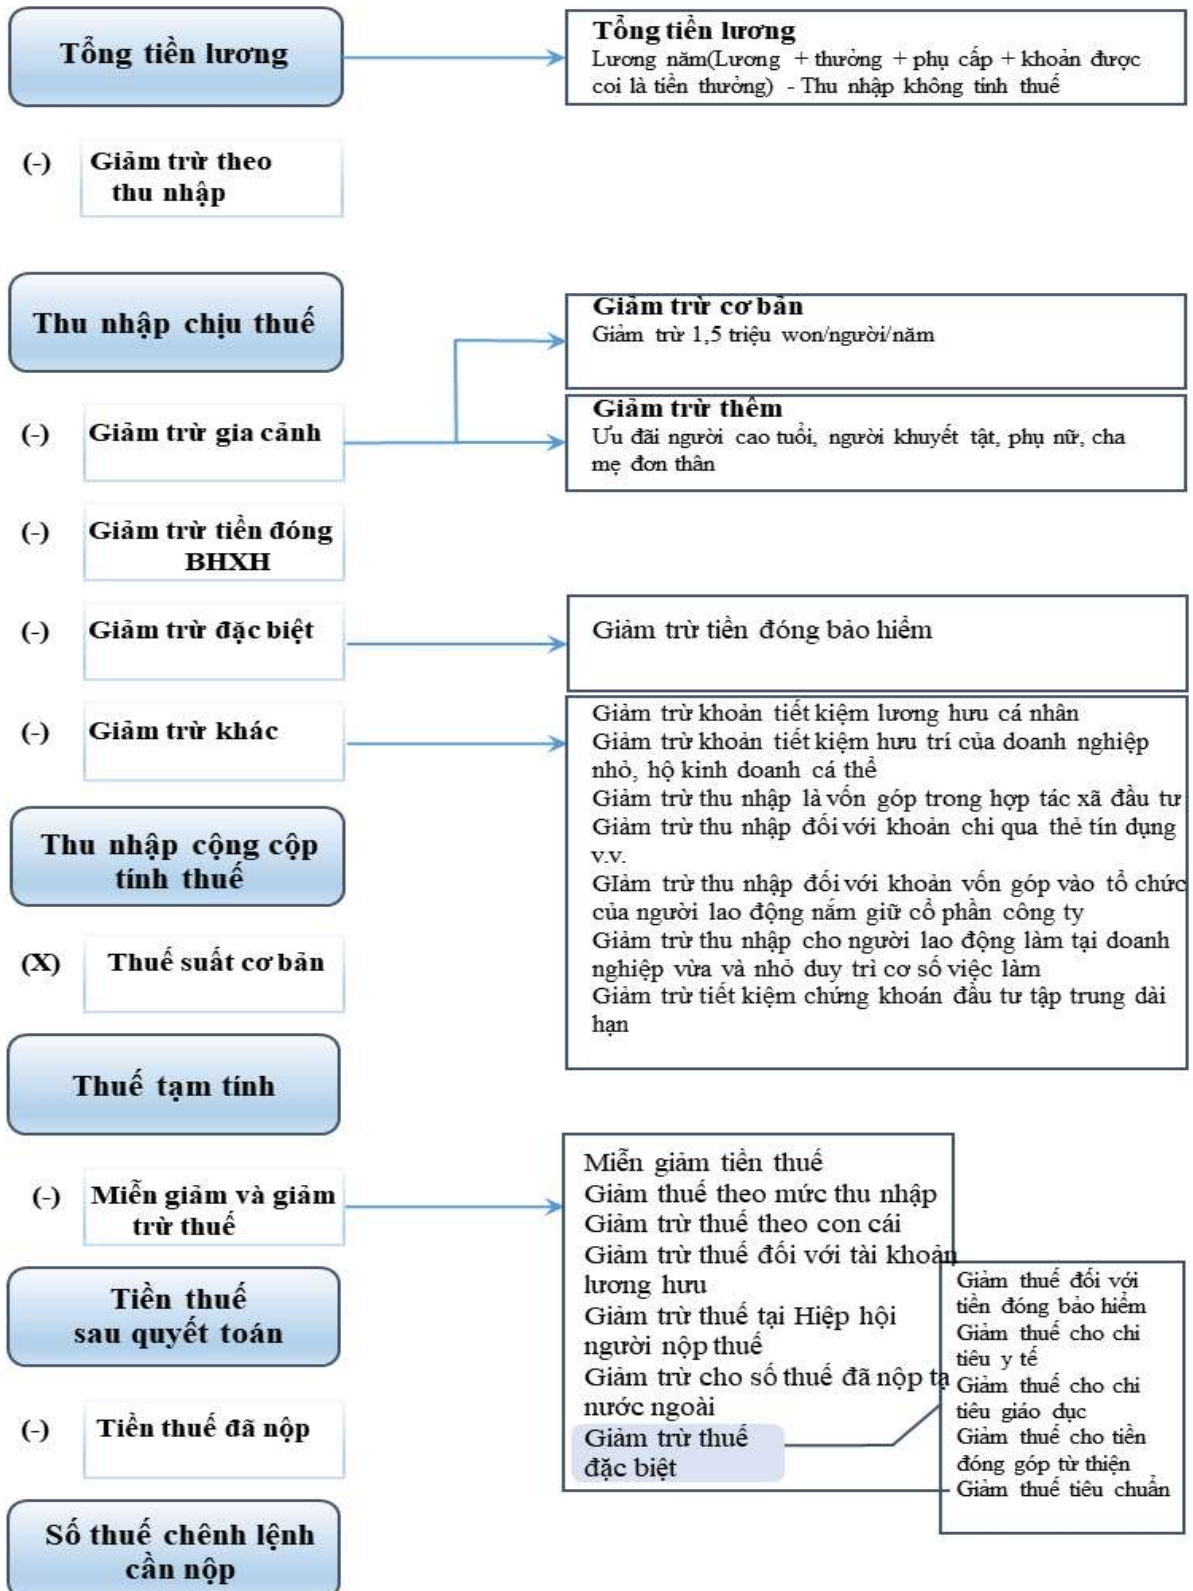 Tổng tiền lương
Tổng tiền lương
Lương năm(Lương + thưởng + phụ cấp + khoản được
coi là tiền thưởng) - Thu nhập không tính thuế
(-) Giảm trừ theo
thu nhập
Thu nhập chịu thuế
Giảm trừ cơ bản
Giảm trừ 1,5 triệu won/người/năm
(-) Giảm trừ gia cảnh
Giảm trừ thêm
Ưu đãi người cao tuổi, người khuyết tật, phụ nữ, cha
mẹ đơn thân
(-) Giảm trừ tiền đóng
BHXH
(-) Giảm trừ đặc biệt
Giảm trừ tiền đóng bảo hiểm
(-) Giảm trừ khác
Giảm trừ khoản tiết kiệm lương hưu cá nhân
Giảm trừ khoản tiết kiệm hưu trí của doanh nghiệp
nhỏ, hộ kinh doanh cá thể
Giảm trừ thu nhập là vốn góp trong hợp tác xã đầu tư
Giảm trừ thu nhập đối với khoản chi qua thẻ tín dụng
v.v.
GIảm trừ thu nhập đối với khoản vốn góp vào tổ chức
của người lao động nắm giữ cổ phần công ty
Giảm trừ thu nhập cho người lao động làm tại doanh
nghiệp vừa và nhỏ duy trì cơ số việc làm
Giảm trừ tiết kiệm chứng khoán đầu tư tập trung dài
hạn
Thu nhập cộng cộp
tính thuế
(X) Thuế suất cơ bản
Thuế tạm tính
(-) Miễn giảm và giảm
trừ thuế
Miễn giảm tiền thuế
Giảm thuế theo mức thu nhập
Giảm trừ thuế theo con cái
Giảm trừ thuế đối với tài khoản
lương hưu
Giảm trừ thuế tại Hiệp hội
người nộp thuế
Giảm trừ cho số thuế đã nộp tạ
nước ngoài
Giảm trừ thuế
đặc biệt
Giảm thuế đối với
tiền đóng bảo hiểm
Giảm thuế cho chi
tiêu y tế
Giảm thuế cho chi
tiêu giáo dục
Giảm thuế cho tiền
đóng góp từ thiện
Giảm thuế tiêu chuẩn
Tiền thuế
sau quyết toán
(-) Tiền thuế đã nộp
Số thuế chênh lệnh
cần nộp